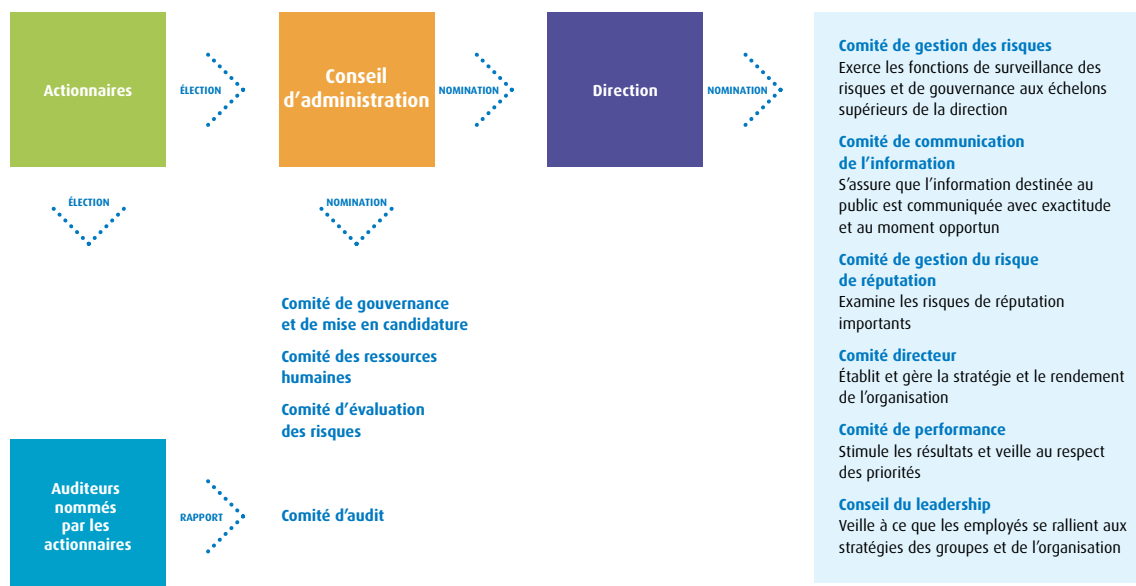 Actionnaires
ÉLECTION
Conseil
d'administration
NOMINATION
Direction
NOMINATION
ÉLECTION
NOMINATION
Comité de gouvernance
et de mise en candidature
Comité des ressources
humaines
Comité d'évaluation
des risques
Auditeurs
nommés
par les
actionnaires
RAPPORT
Comité d'audit
Comité de gestion des risques
Exerce les fonctions de surveillance des
risques et de gouvernance aux échelons
supérieurs de la direction
Comité de communication
de l'information
S'assure que l'information destinée au
public est communiquée avec exactitude
et au moment opportun
Comité de gestion du risque
de réputation
Examine les risques de réputation
importants
Comité directeur
Établit et gère la stratégie et le rendement
de l'organisation
Comité de performance
Stimule les résultats et veille au respect
des priorités
Conseil du leadership
Veille à ce que les employés se rallient aux
stratégies des groupes et de l'organisation